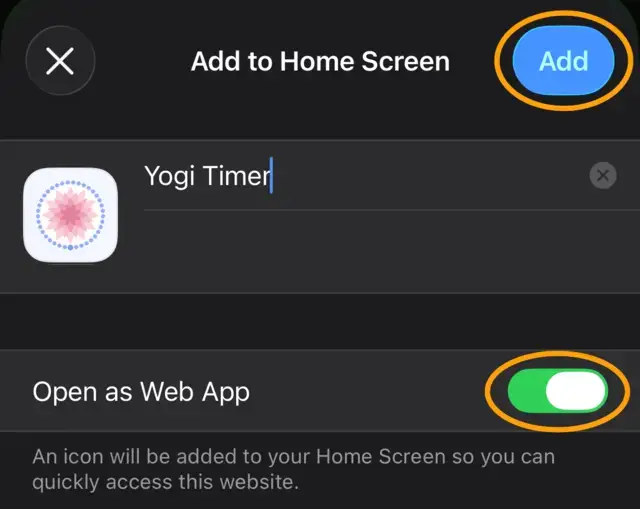 Add to Home Screen
Add
Yogi Timer
Open as Web App
An icon will be added to your Home Screen so you can
quickly access this website.